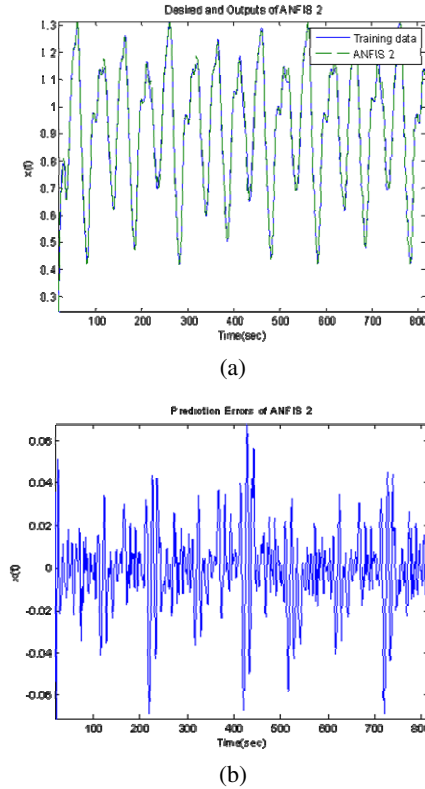 Desired and Outputs of ANFIS 2
Training data
ANFIS 2
1.3
1.2
1.1
1
0.9
0.8
0.7
0.6
0.5
0.4
0.3
x(t)
100 200 300 400 500 600 700 800
Time(sec)
(a)
Prediction Errors of ANFIS 2
0.06
0.04
0.02
0
-0.02
-0.04
-0.06
x(t)
100 200 300 400 500 600 700 800
Time(sec)
(b)